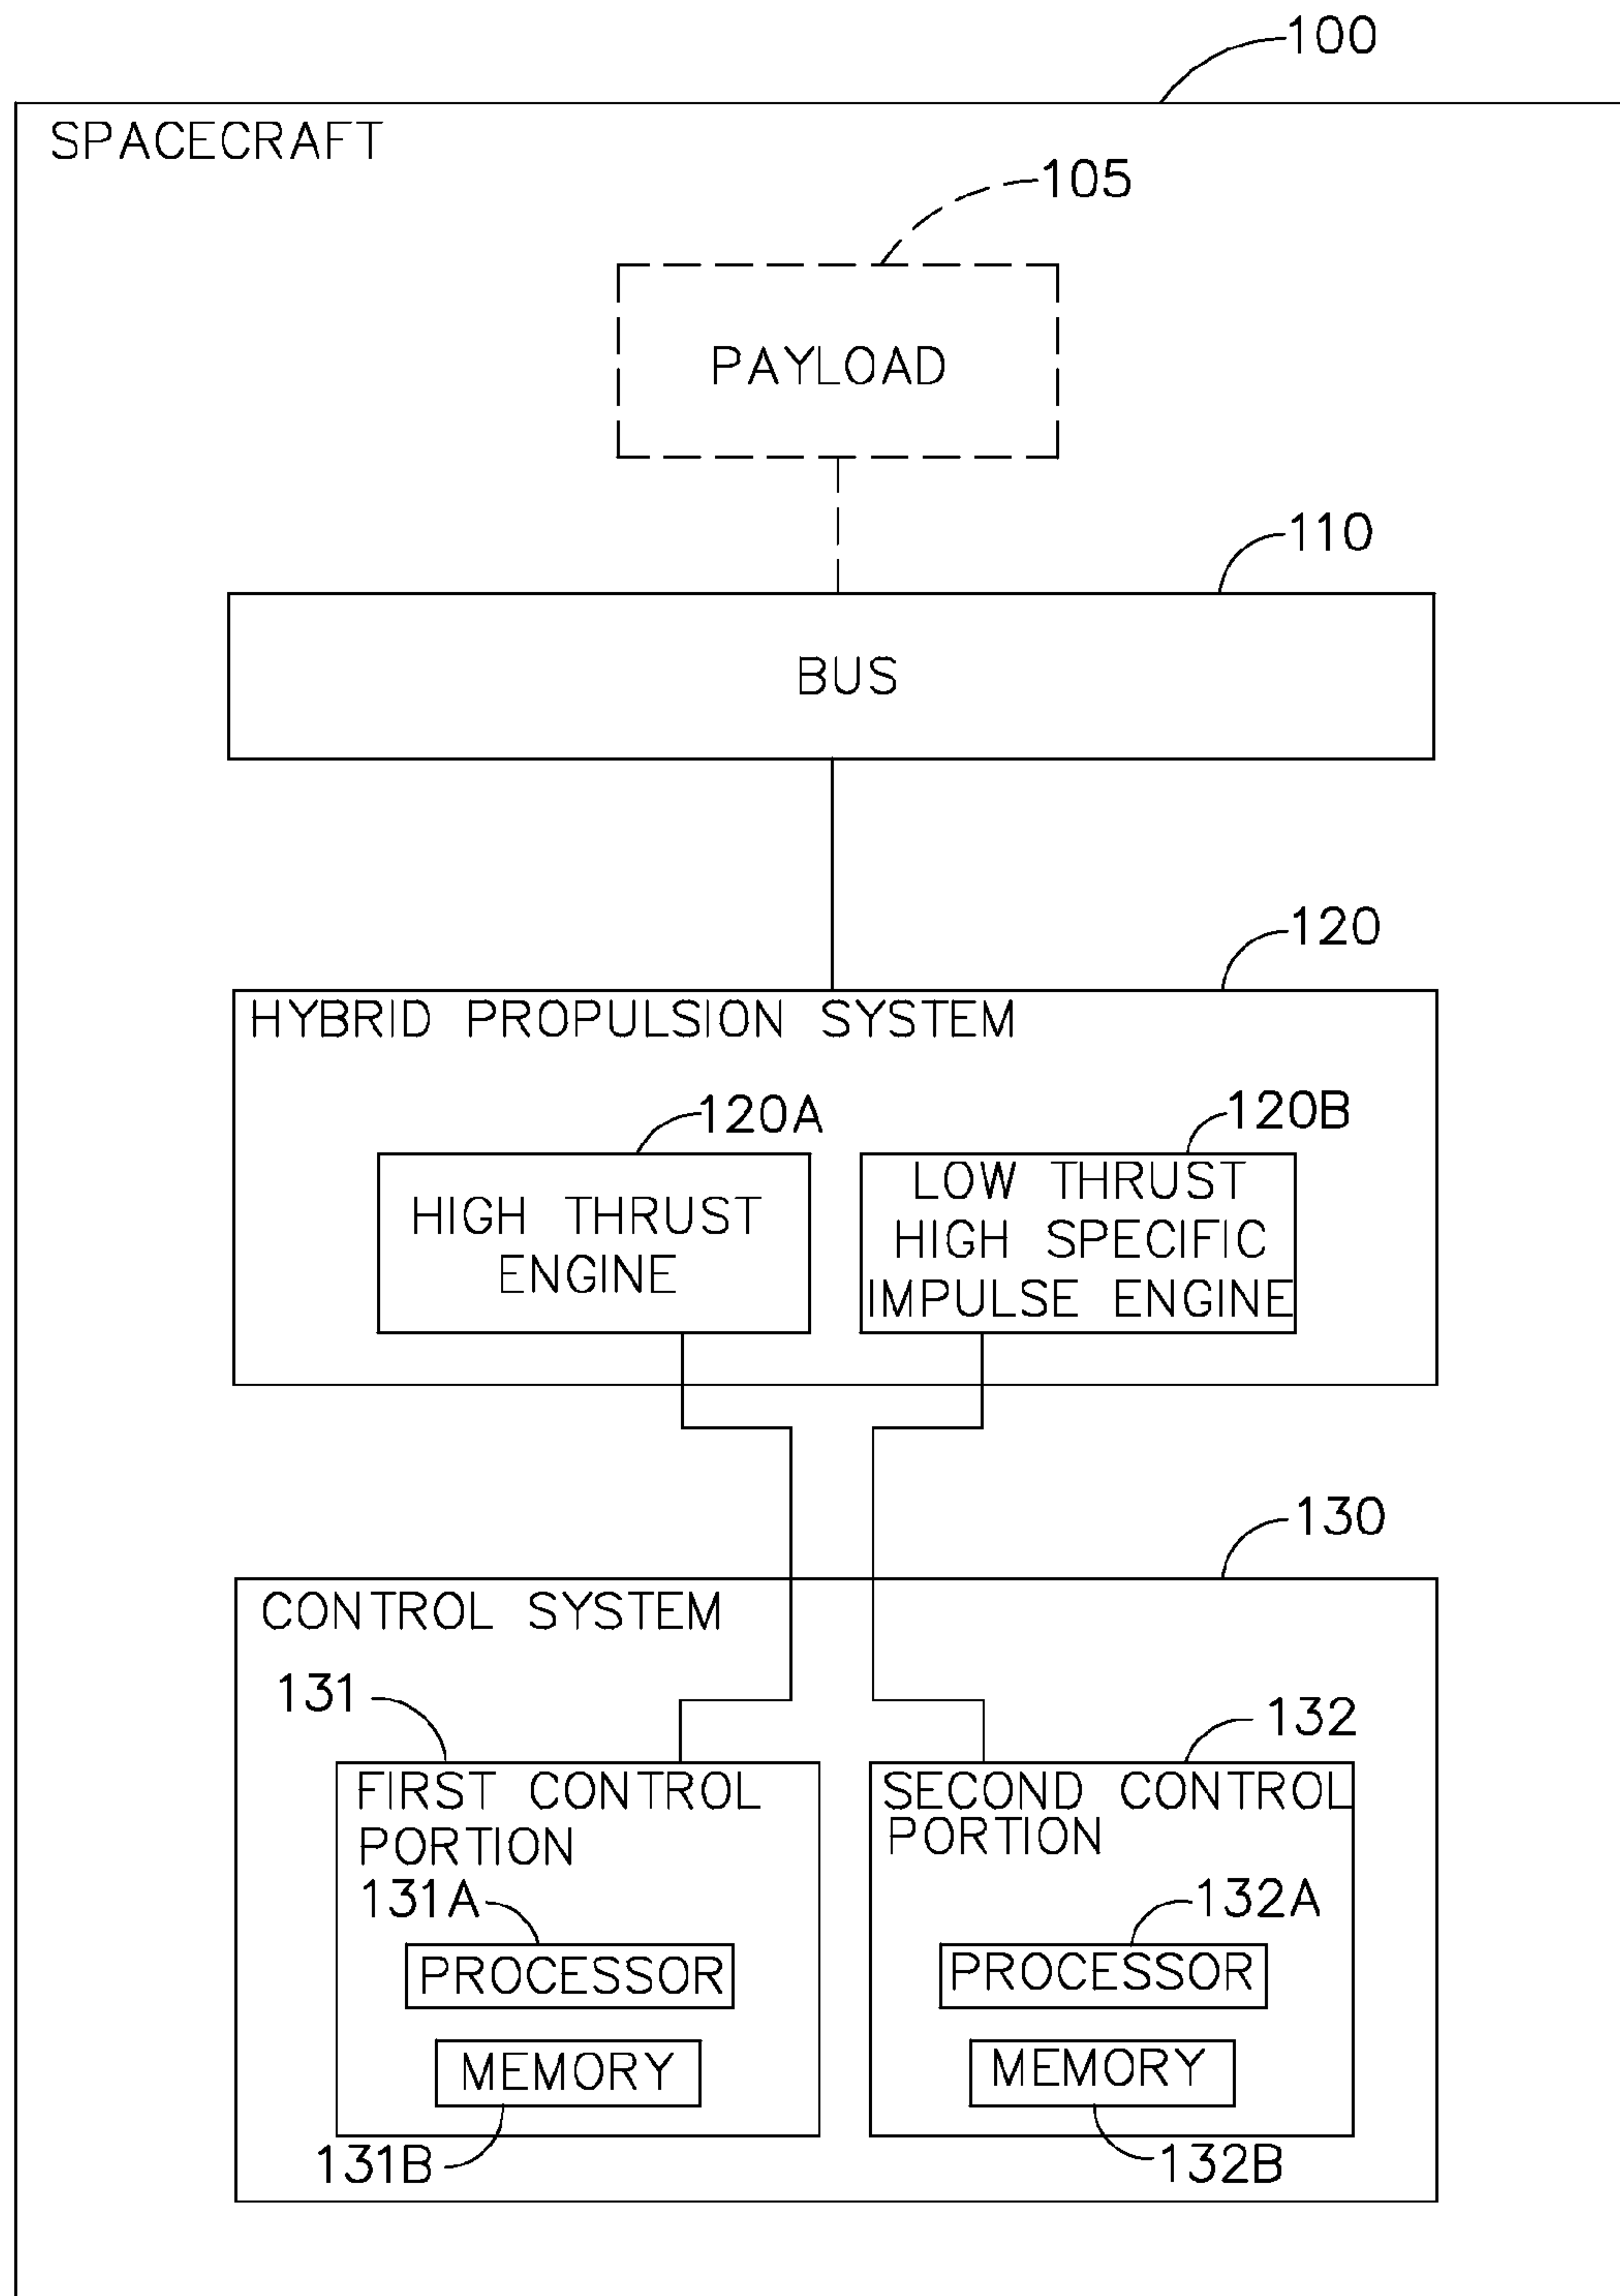 100
SPACECRAFT
105
PAYLOAD
110
BUS
120
HYBRID PROPULSION SYSTEM
120A
120B
HIGH THRUST
ENGINE
LOW THRUST
HIGH SPECIFIC
IMPULSE ENGINE
130
CONTROL SYSTEM
131
132
FIRST CONTROL
PORTION
SECOND CONTROL
PORTION
131A
132A
PROCESSOR
PROCESSOR
MEMORY
MEMORY
131B
132B